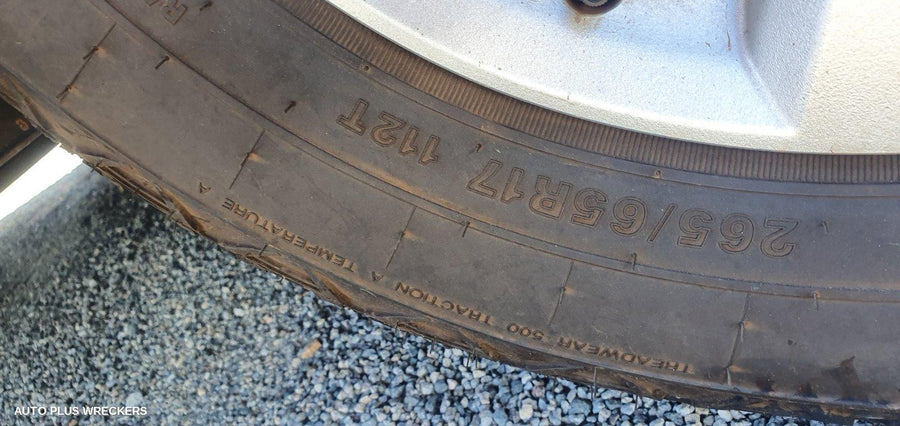 265/65R17 112T
TREADWEAR 500 TRACTION A TEMPERATURE A
AUTO PLUS WRECKERS